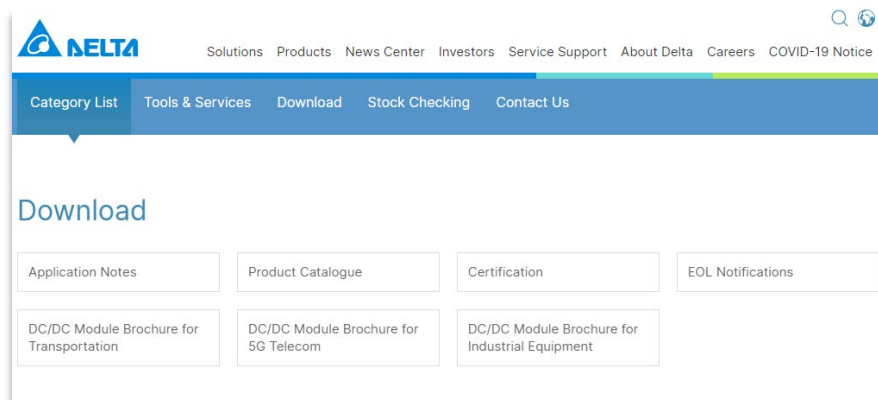 DELTA
Solutions Products News Center Investors Service Support About Delta Careers COVID-19 Notice
Category List Tools & Services Download Stock Checking Contact Us
Download
Application Notes Product Catalogue Certification EOL Notifications
DC/DC Module Brochure for DC/DC Module Brochure for DC/DC Module Brochure for
Transportation 5G Telecom Industrial Equipment